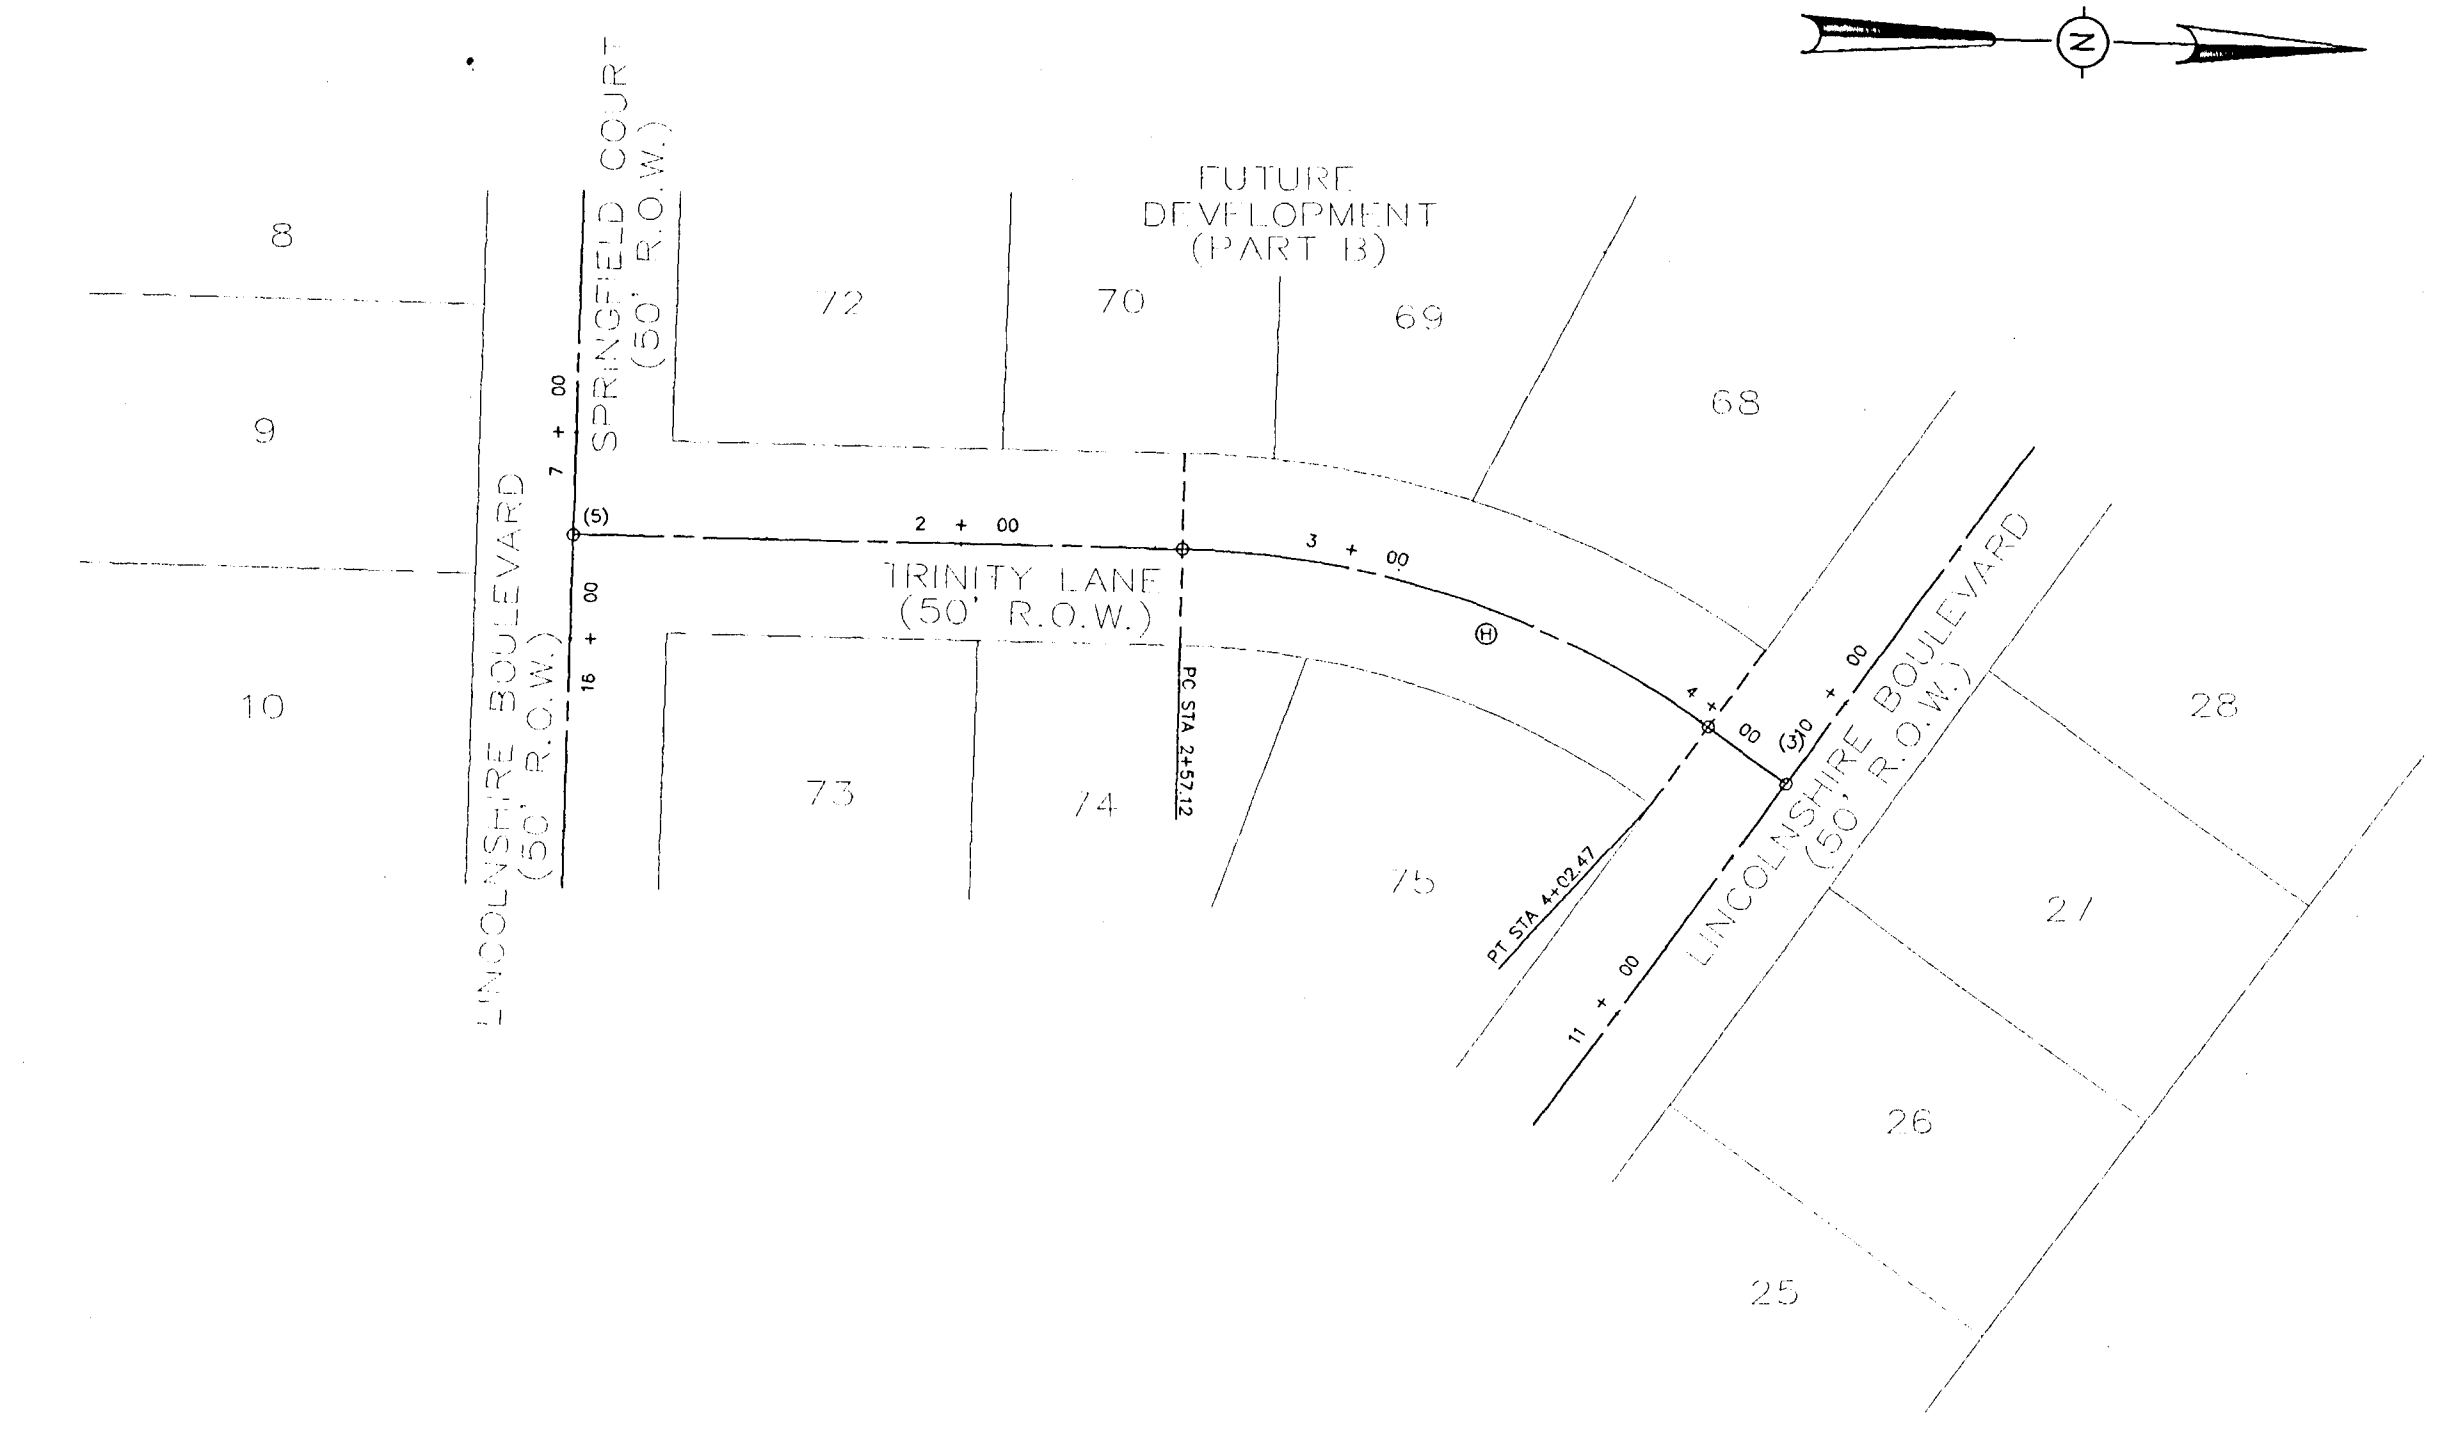 N
SPRINGFIELD COURT
(50' R.O.W.)
FUTURE
DEVELOPMENT
(PART B)
8
72
70
69
68
9
7 + 00
(5)
2 + 00
3 + 00
TRINITY LANE
(50' R.O.W.)
16 + 00
LINCOLNSHIRE BOULEVARD
(50' R.O.W.)
H
10
73
74
75
PC STA 2+57.12
4 + 00
PT STA 4+02.47
(3)
10 + 00
LINCOLNSHIRE BOULEVARD
(50' R.O.W.)
11 + 00
28
27
26
25